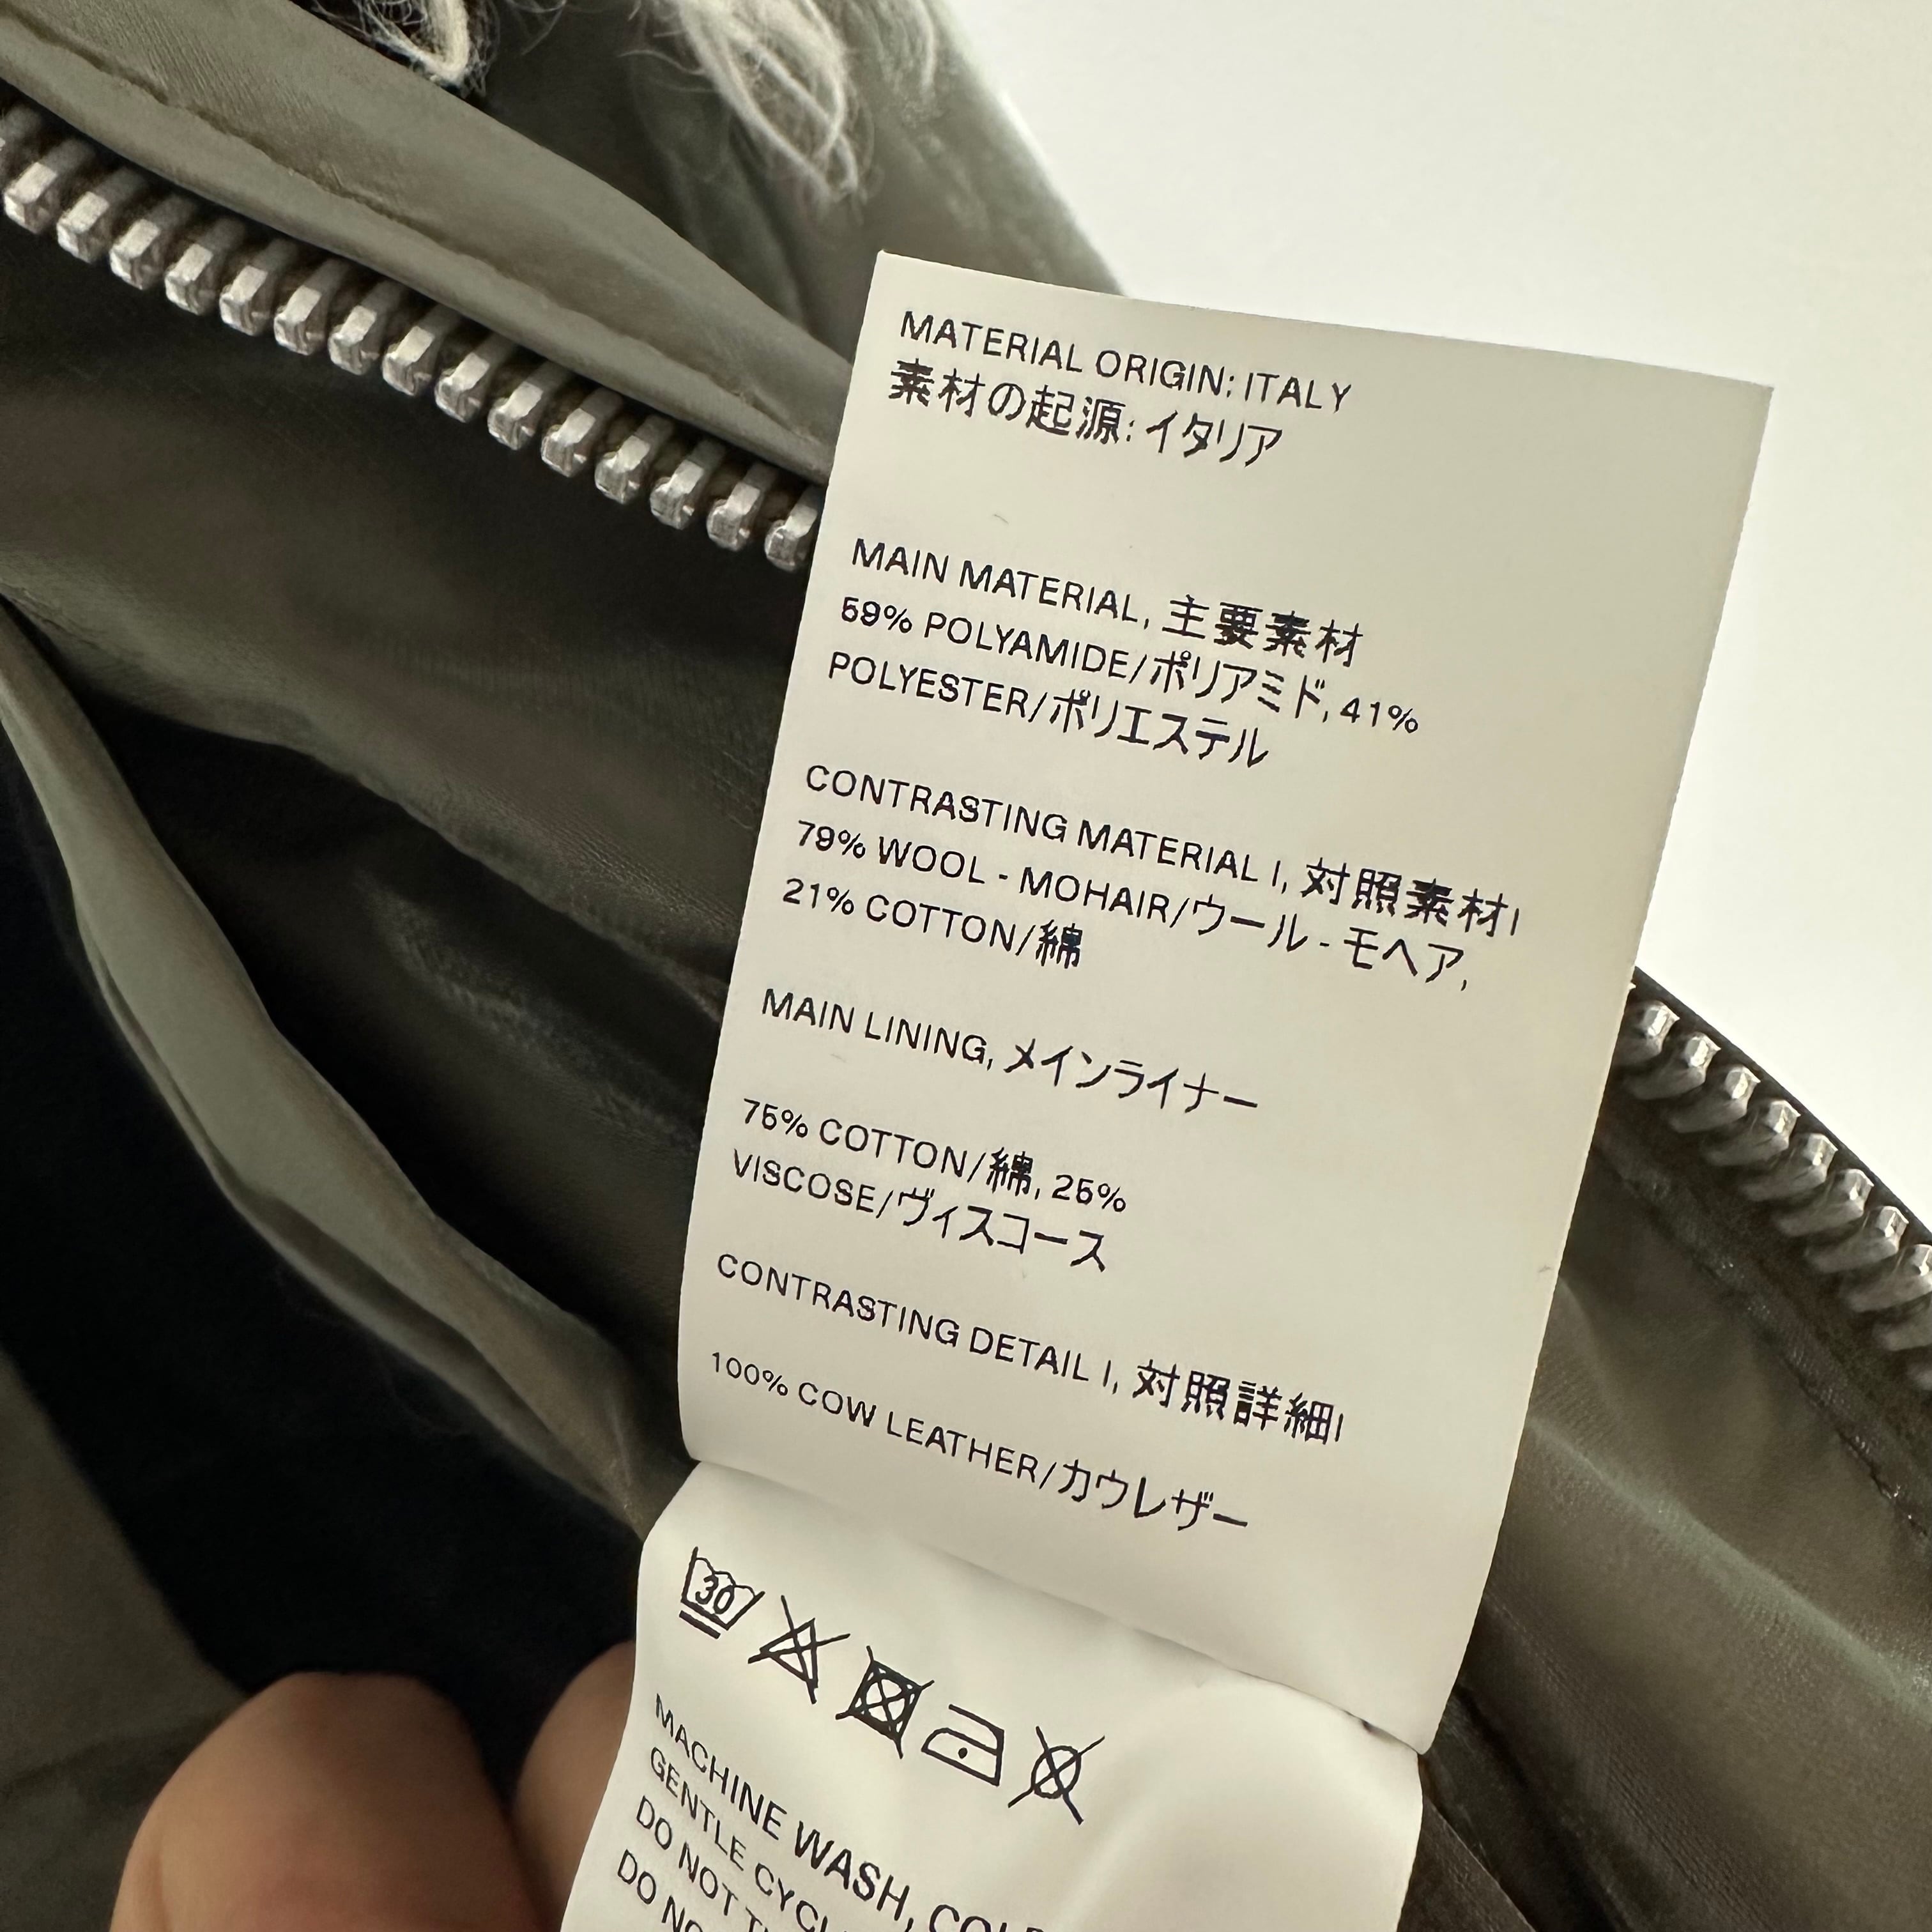 MATERIAL ORIGIN: ITALY
素材の起源: イタリア
MAIN MATERIAL, 主要素材
59% POLYAMIDE/ポリアミド, 41%
POLYESTER/ポリエステル
CONTRASTING MATERIAL I, 対照素材I
79% WOOL - MOHAIR/ウール - モヘア,
21% COTTON/綿
MAIN LINING, メインライナー
75% COTTON/綿, 25%
VISCOSE/ヴィスコース
CONTRASTING DETAIL I, 対照詳細I
100% COW LEATHER/カウレザー
30
MACHINE WASH,
GENTLE
DO NOT
DO